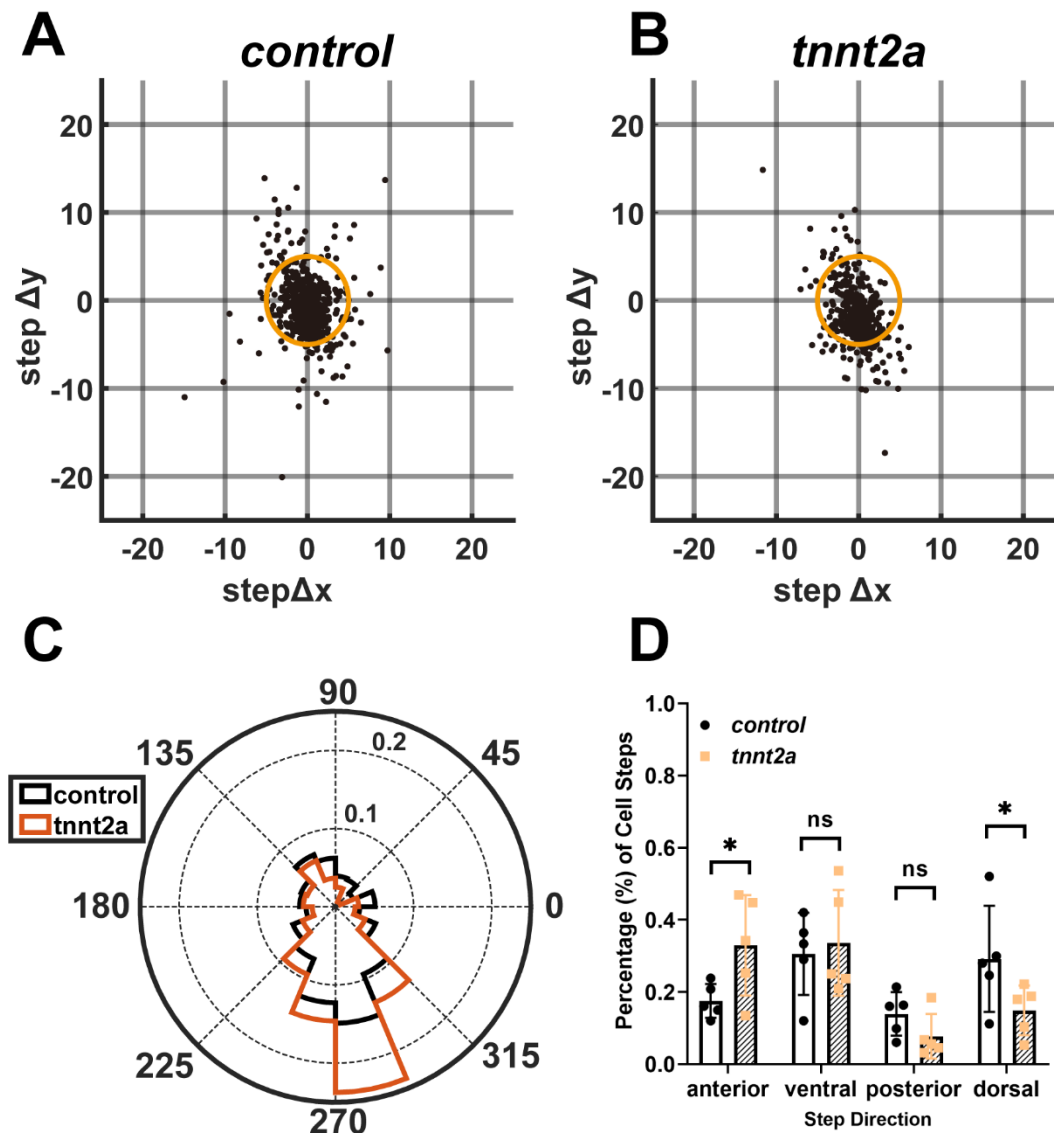 A
control
20
10
0
-10
-20
step Δy
-20 -10 0 10 20
stepΔx
B
tnnt2a
20
10
0
-10
-20
step Δy
-20 -10 0 10 20
step Δx
C
90
135
45
0.2
0.1
control
tnnt2a
180
0
225
315
270
D
1.0
0.8
0.6
0.4
0.2
0.0
Percentage (%) of Cell Steps
control
tnnt2a
*
ns
ns
*
anterior ventral posterior dorsal
Step Direction